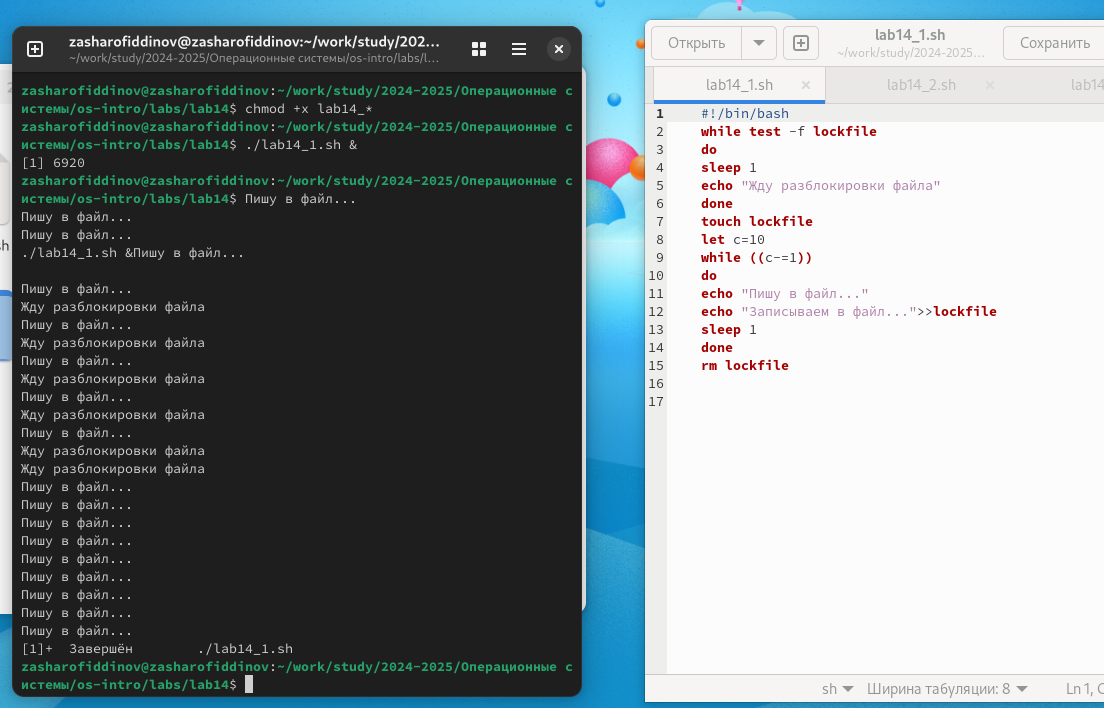 zasharofiddinov@zasharofiddinov:~/work/study/202...
~/work/study/2024-2025/Операционные системы/os-intro/labs/l...
zasharofiddinov@zasharofiddinov:~/work/study/2024-2025/Операционные с
истемы/os-intro/labs/lab14$ chmod +x lab14_*
zasharofiddinov@zasharofiddinov:~/work/study/2024-2025/Операционные с
истемы/os-intro/labs/lab14$ ./lab14_1.sh &
[1] 6920
zasharofiddinov@zasharofiddinov:~/work/study/2024-2025/Операционные с
истемы/os-intro/labs/lab14$ Пишу в файл...
Пишу в файл...
Пишу в файл...
./lab14_1.sh &Пишу в файл...
Пишу в файл...
Жду разблокировки файла
Пишу в файл...
Жду разблокировки файла
Пишу в файл...
Жду разблокировки файла
Пишу в файл...
Жду разблокировки файла
Пишу в файл...
Жду разблокировки файла
Жду разблокировки файла
Пишу в файл...
Пишу в файл...
Пишу в файл...
Пишу в файл...
Пишу в файл...
Пишу в файл...
Пишу в файл...
Пишу в файл...
Пишу в файл...
[1]+  Завершён        ./lab14_1.sh
zasharofiddinov@zasharofiddinov:~/work/study/2024-2025/Операционные с
истемы/os-intro/labs/lab14$
Открыть
lab14_1.sh
~/work/study/2024-2025...
Сохранить
lab14_1.sh × lab14_2.sh × lab14
1 #!/bin/bash
2 while test -f lockfile
3 do
4 sleep 1
5 echo "Жду разблокировки файла"
6 done
7 touch lockfile
8 let c=10
9 while ((c-=1))
10 do
11 echo "Пишу в файл..."
12 echo "Записываем в файл...">>lockfile
13 sleep 1
14 done
15 rm lockfile
16
17
sh Ширина табуляции: 8 Ln 1, C